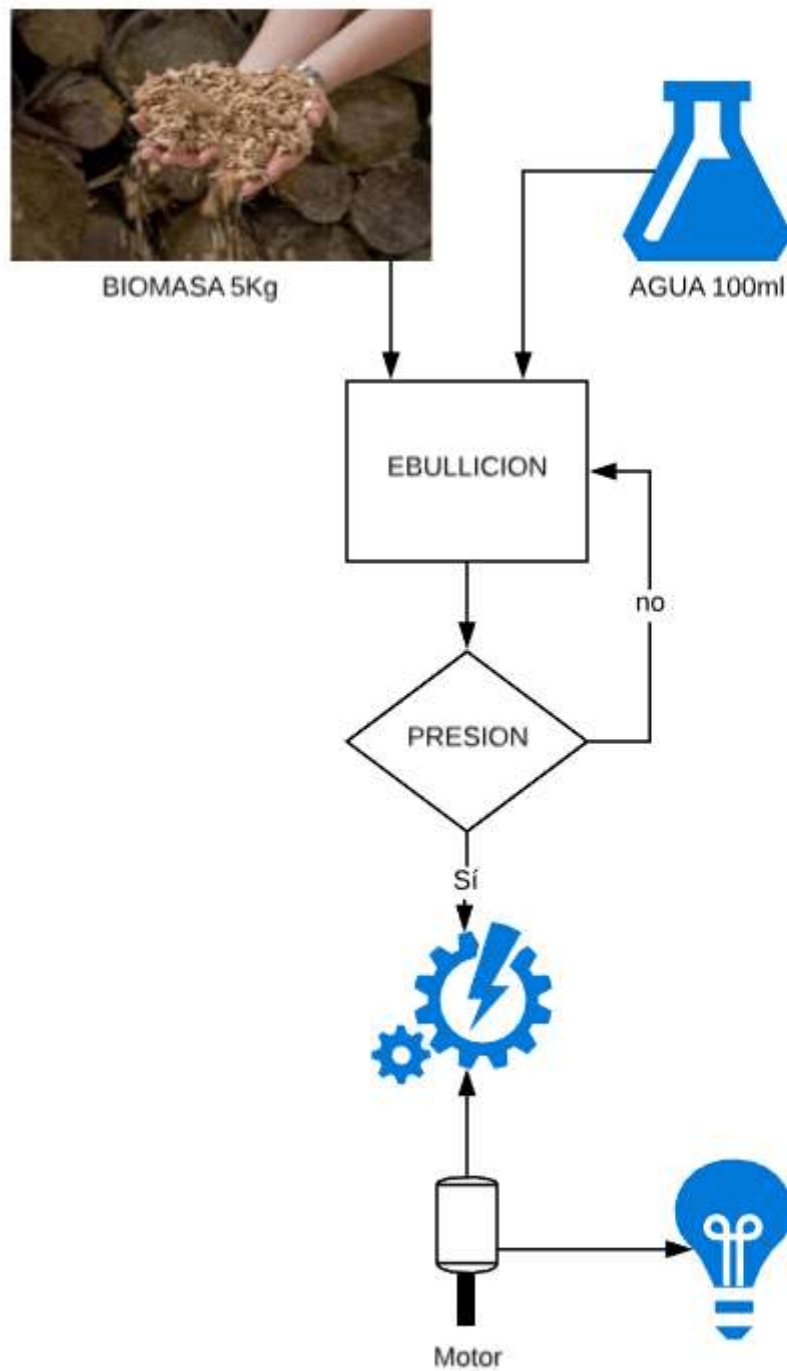 BIOMASA 5Kg
AGUA 100ml
EBULLICION
no
PRESION
Sí
Motor